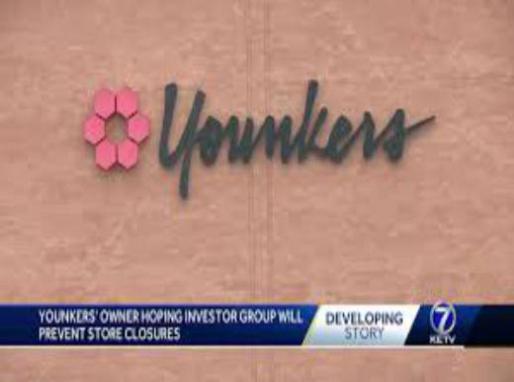 Younkers
YOUNKERS' OWNER HOPING INVESTOR GROUP WILL
PREVENT STORE CLOSURES
DEVELOPING
STORY
7
KETV